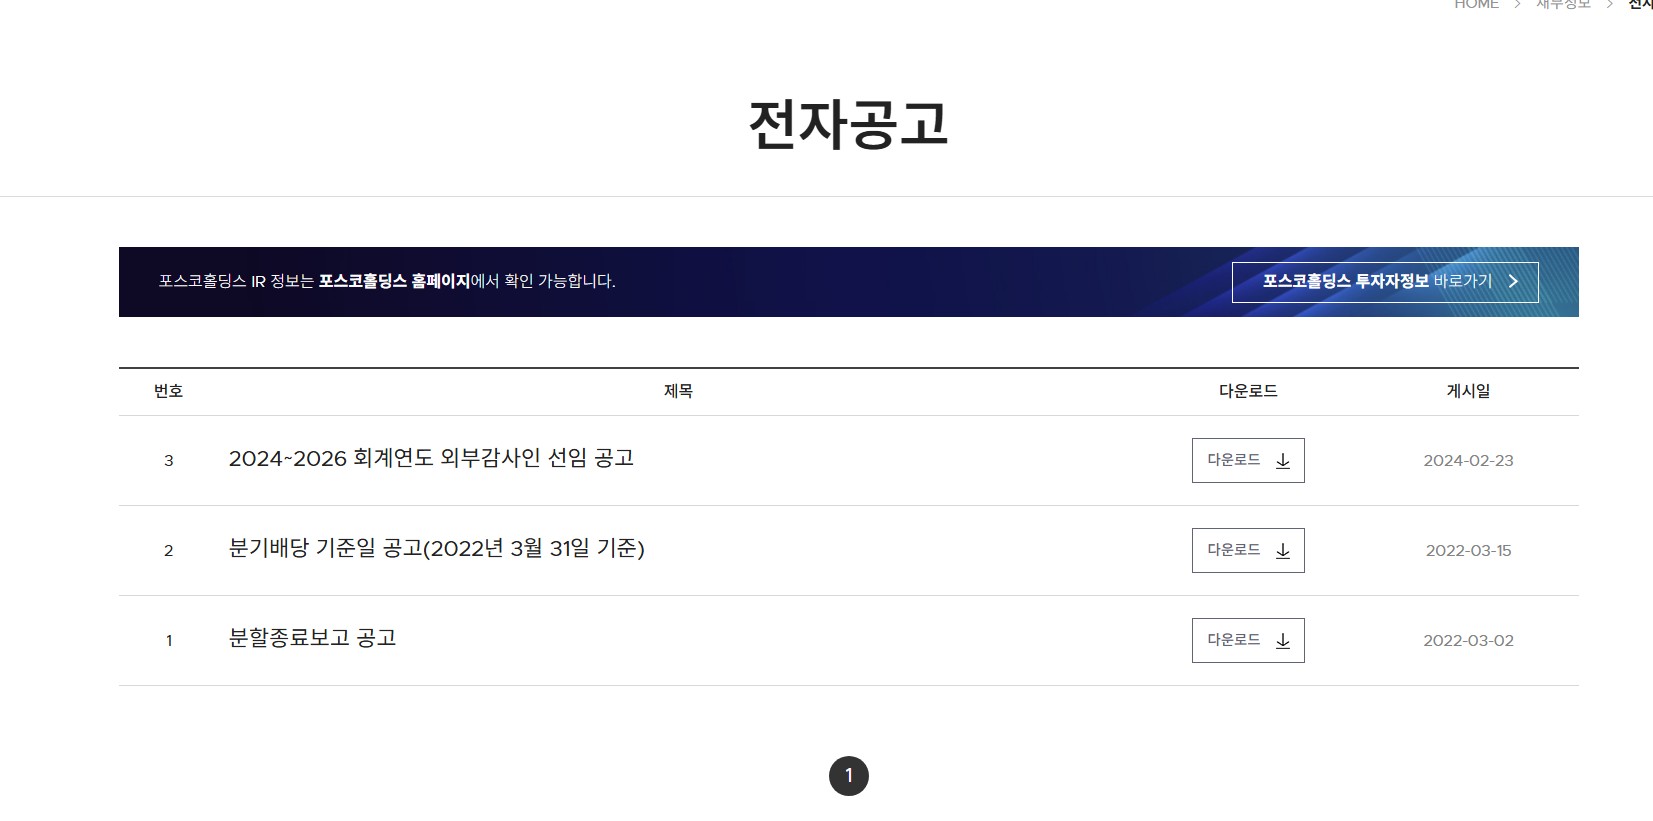 HOME > 재무정보 > 전자
전자공고
포스코홀딩스 IR 정보는 포스코홀딩스 홈페이지에서 확인 가능합니다.
포스코홀딩스 투자자정보 바로가기
번호 제목 다운로드 게시일
3 2024~2026 회계연도 외부감사인 선임 공고 다운로드 2024-02-23
2 분기배당 기준일 공고(2022년 3월 31일 기준) 다운로드 2022-03-15
1 분할종료보고 공고 다운로드 2022-03-02
1